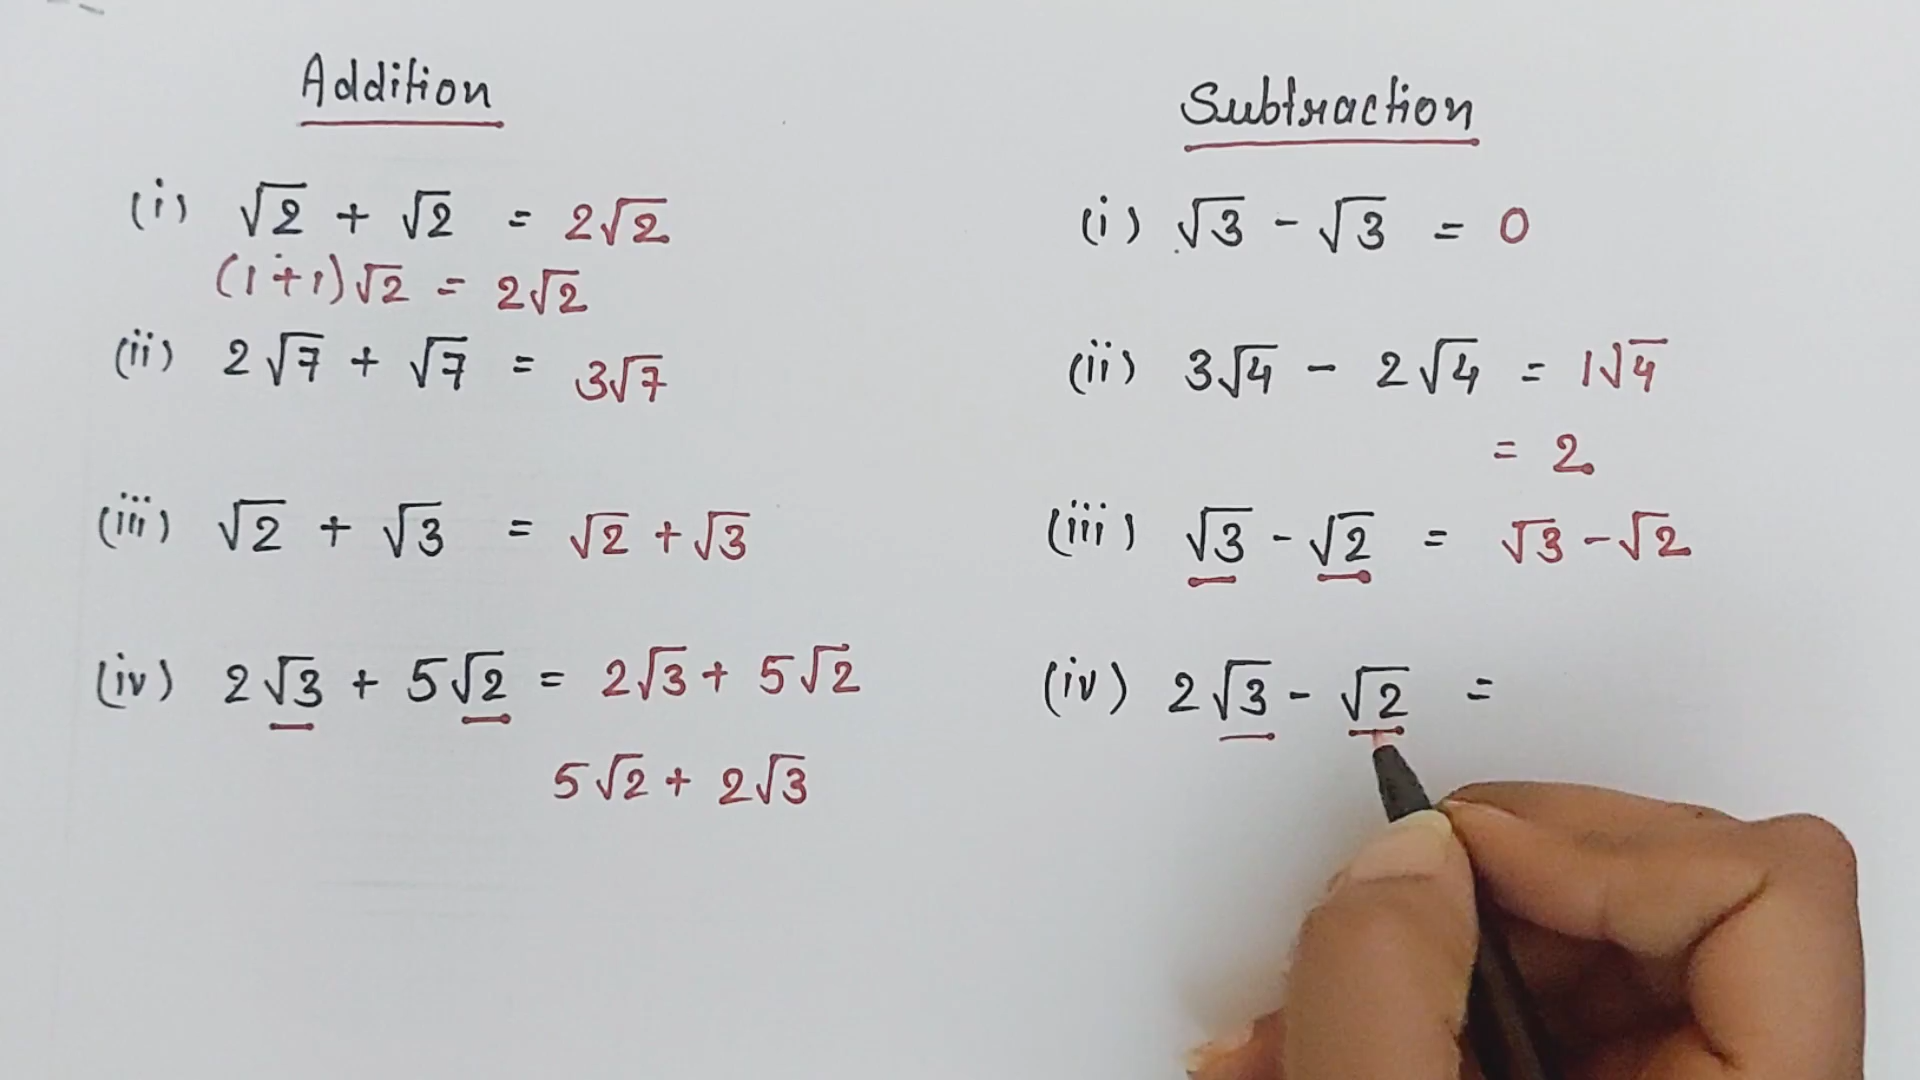 Addition
(i) √2 + √2 = 2√2
(1+1)√2 = 2√2
(ii) 2√7 + √7 = 3√7
(iii) √2 + √3 = √2 + √3
(iv) 2√3 + 5√2 = 2√3 + 5√2
5√2 + 2√3
Subtraction
(i) √3 - √3 = 0
(ii) 3√4 - 2√4 = 1√4
= 2
(iii) √3 - √2 = √3 - √2
(iv) 2√3 - √2 =